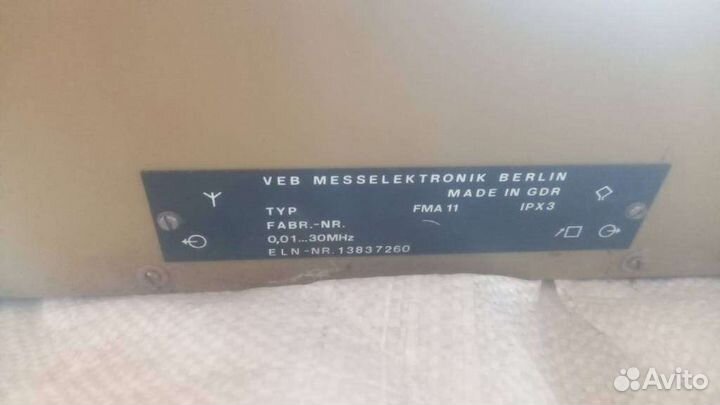 VEB MESSELEKTRONIK BERLIN
MADE IN GDR
TYP FMA 11 IPX3
FABR.-NR.
0,01...30MHz
ELN-NR. 13837260
Avito